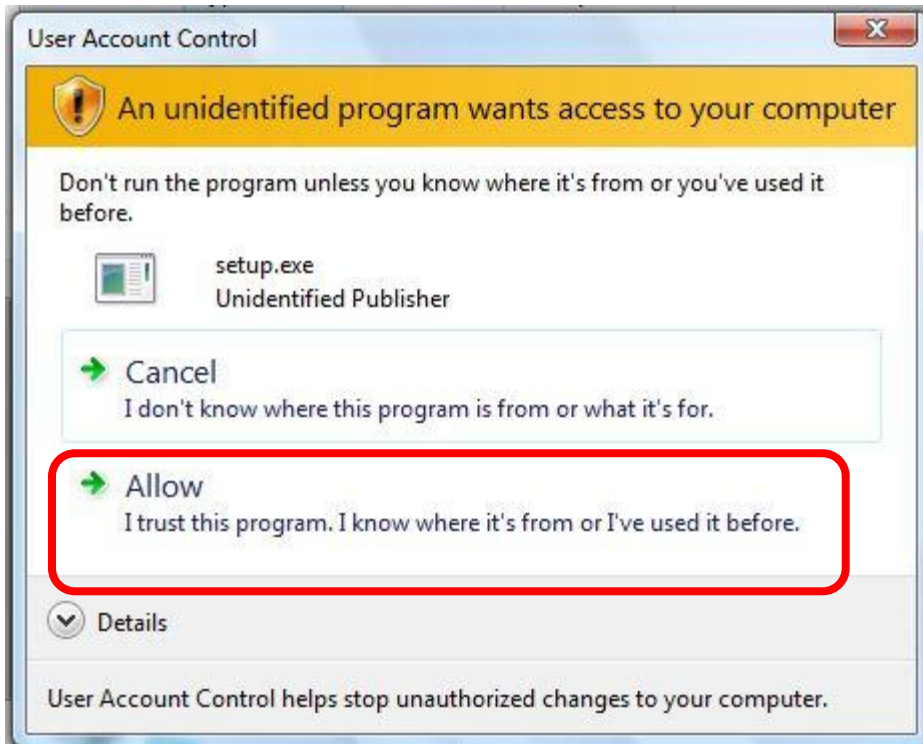 User Account Control
An unidentified program wants access to your computer
Don't run the program unless you know where it's from or you've used it
before.
setup.exe
Unidentified Publisher
Cancel
I don't know where this program is from or what it's for.
Allow
I trust this program. I know where it's from or I've used it before.
Details
User Account Control helps stop unauthorized changes to your computer.